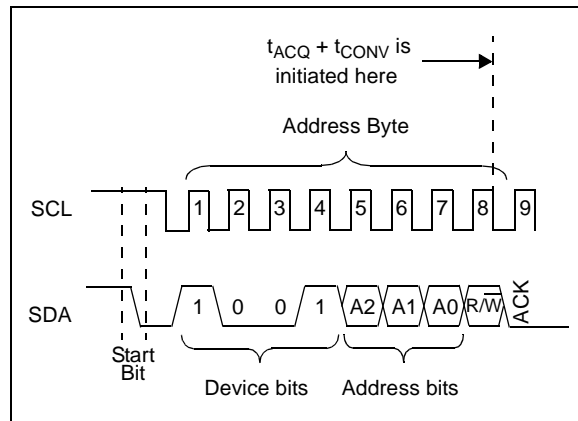 tACQ + tCONV is
initiated here
Address Byte
SCL 1 2 3 4 5 6 7 8 9
SDA 1 0 0 1 A2 A1 A0 R/W̅ ACK
Start
Bit
Device bits Address bits